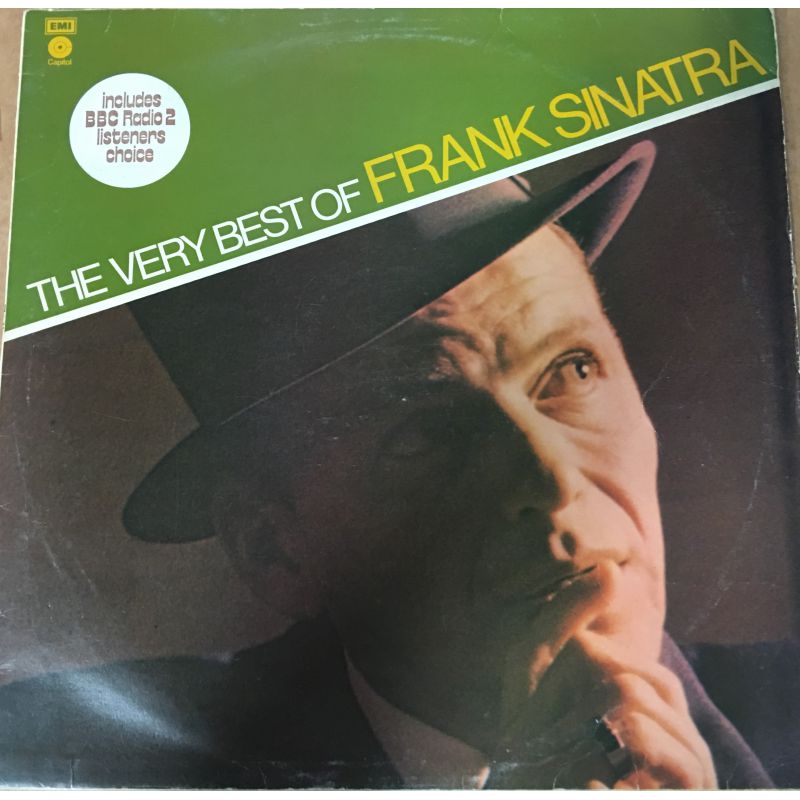 EMI
Capitol
includes
BBC Radio 2
listeners
choice
THE VERY BEST OF FRANK SINATRA